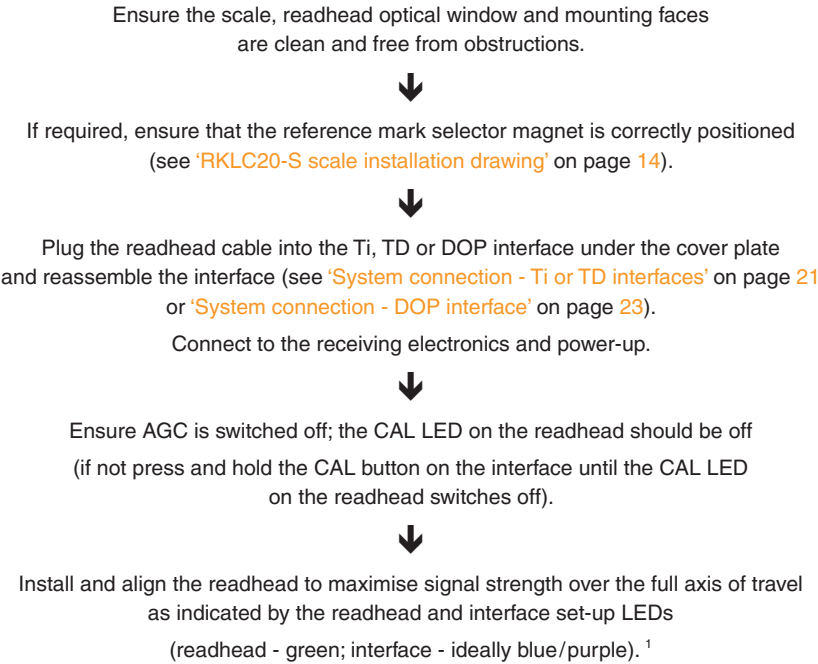 Ensure the scale, readhead optical window and mounting faces
are clean and free from obstructions.
If required, ensure that the reference mark selector magnet is correctly positioned
(see ‘RKLC20-S scale installation drawing’ on page 14).
Plug the readhead cable into the Ti, TD or DOP interface under the cover plate
and reassemble the interface (see ‘System connection - Ti or TD interfaces’ on page 21
or ‘System connection - DOP interface’ on page 23).
Connect to the receiving electronics and power-up.
Ensure AGC is switched off; the CAL LED on the readhead should be off
(if not press and hold the CAL button on the interface until the CAL LED
on the readhead switches off).
Install and align the readhead to maximise signal strength over the full axis of travel
as indicated by the readhead and interface set-up LEDs
(readhead - green; interface - ideally blue/purple). 1